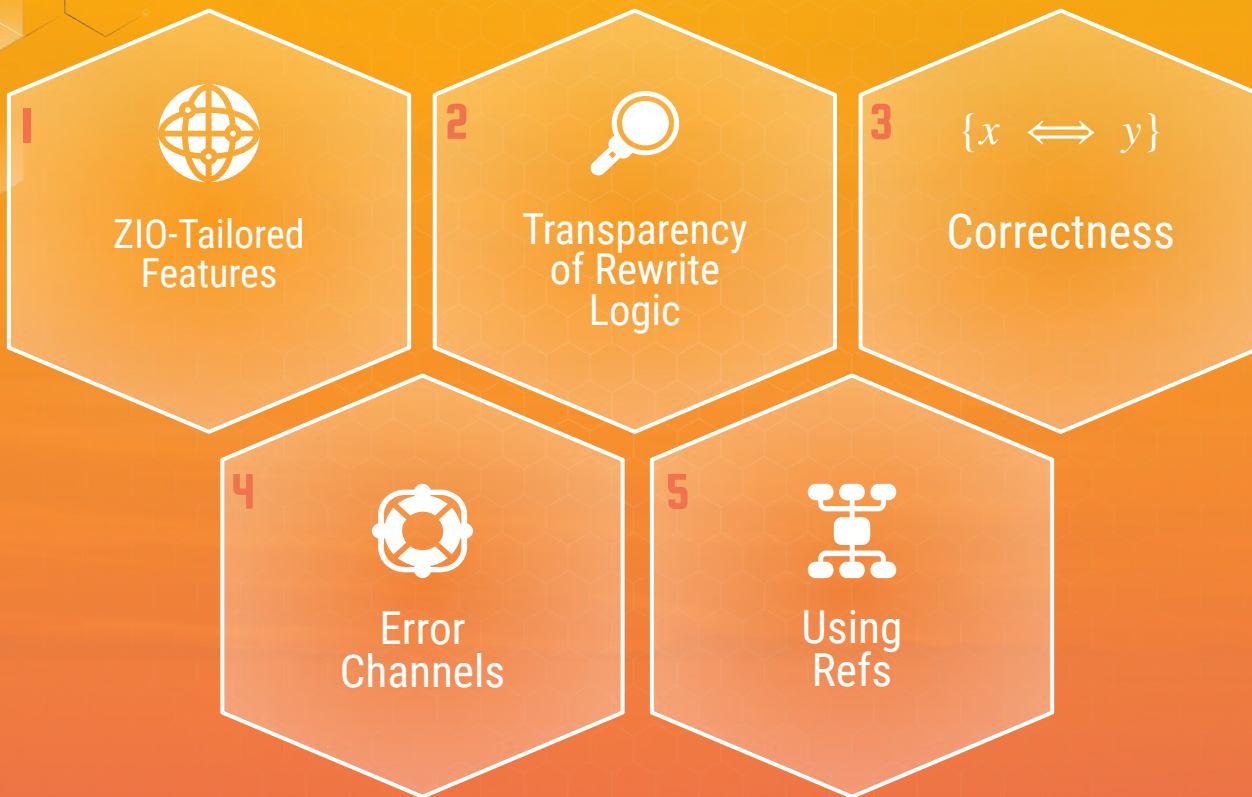 1
ZIO-Tailored
Features
2
Transparency
of Rewrite
Logic
3
{x ⟺ y}
Correctness
4
Error
Channels
5
Using
Refs